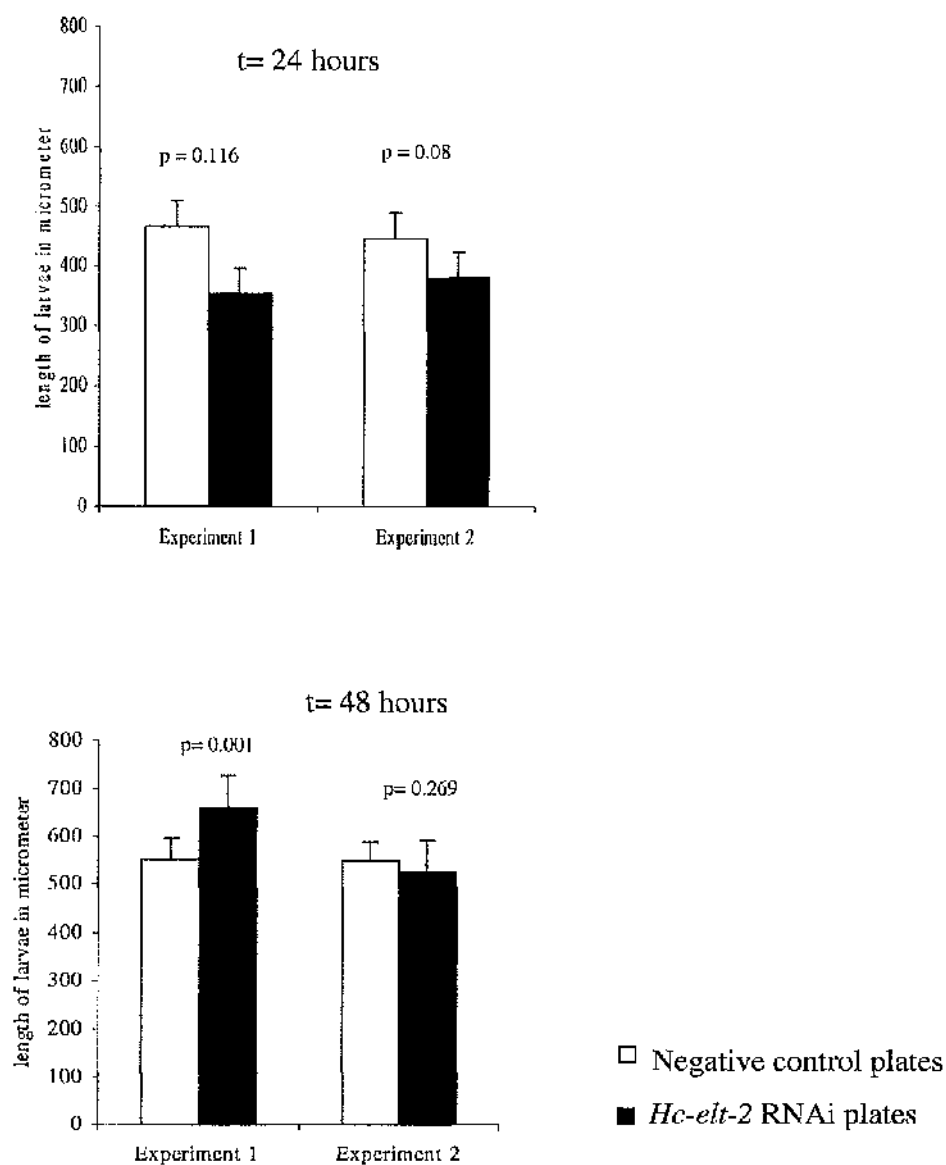 800
t= 24 hours
700
600
p = 0.116
p = 0.08
500
400
300
200
100
0
length of larvae in micrometer
Experiment 1
Experiment 2
t= 48 hours
800
p= 0.001
700
p= 0.269
600
500
400
300
200
100
0
length of larvae in micrometer
Experiment 1
Experiment 2
Negative control plates
Hc-elt-2 RNAi plates